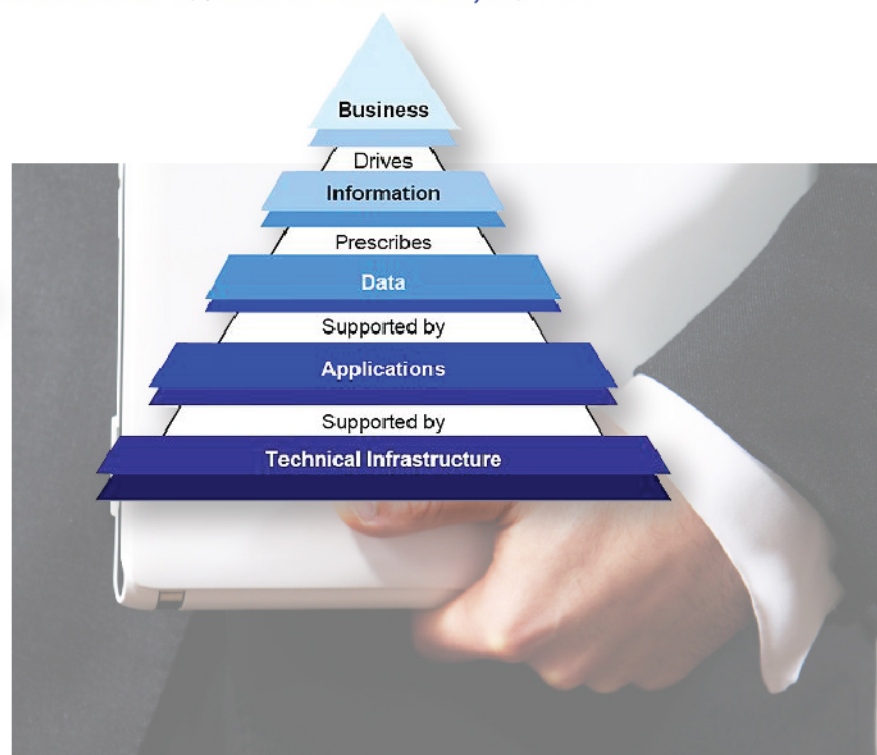 Business
Drives
Information
Prescribes
Data
Supported by
Applications
Supported by
Technical Infrastructure